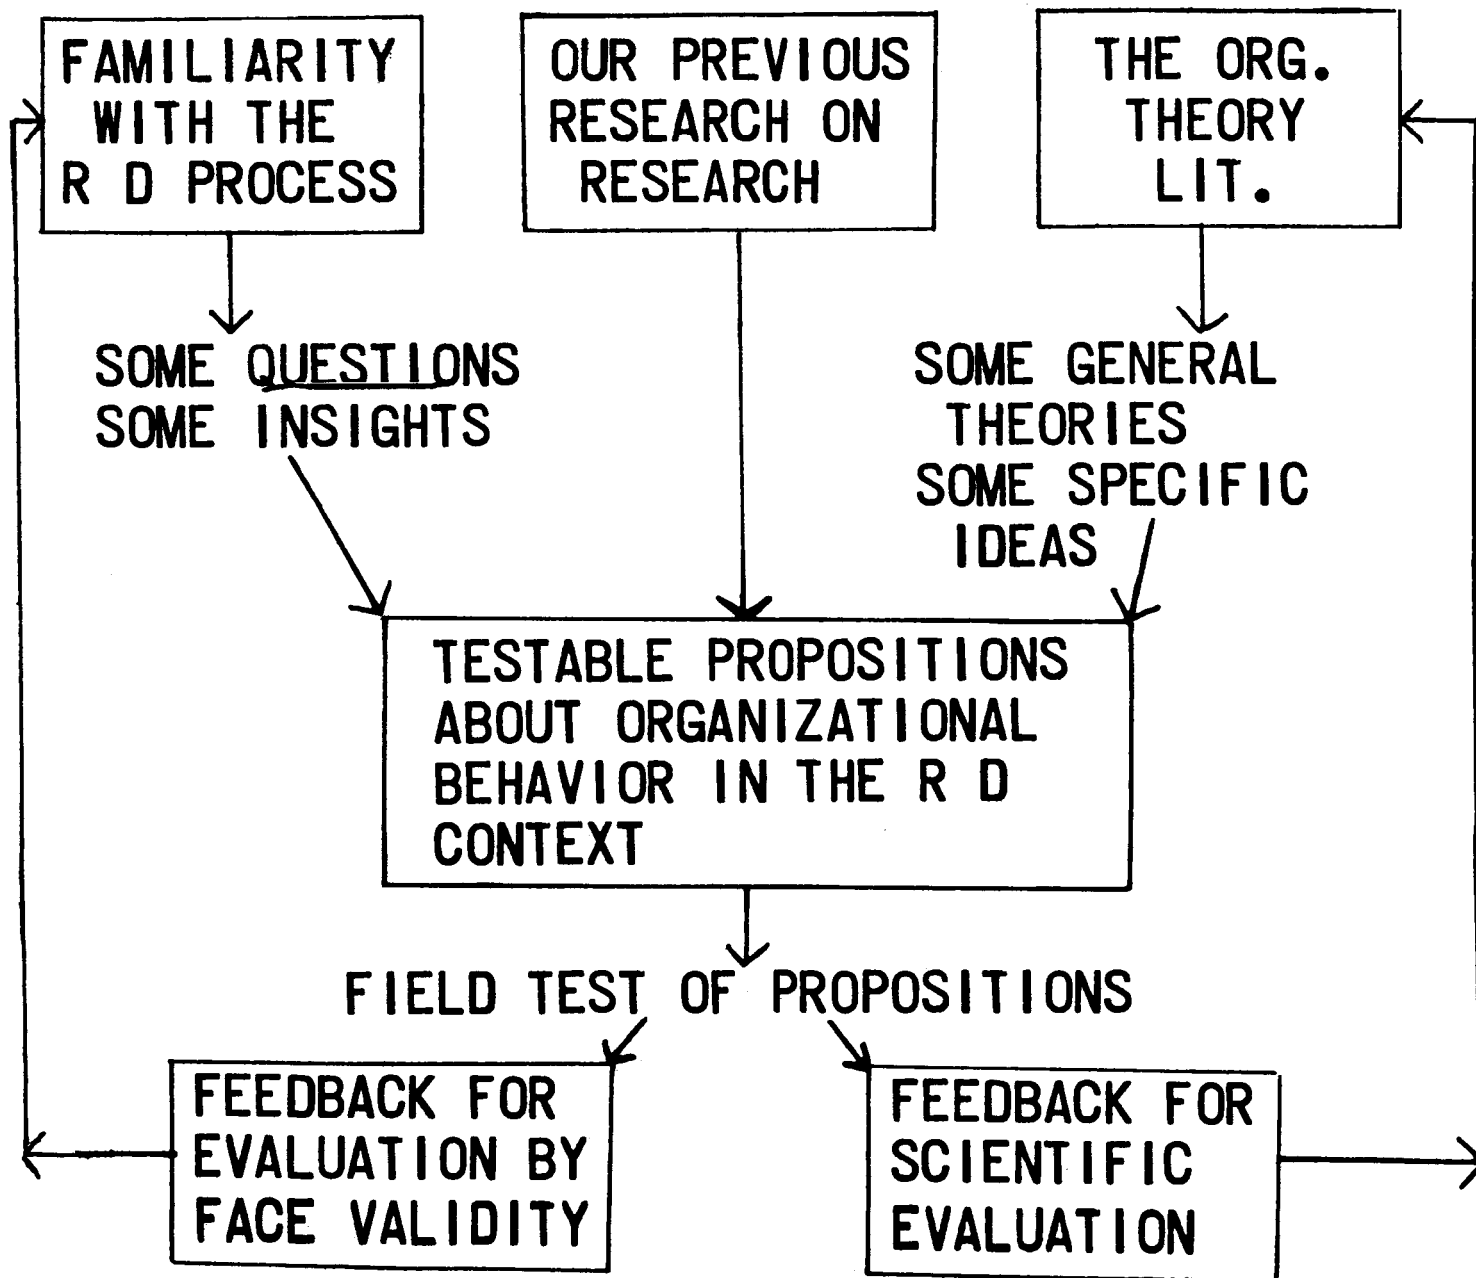 FAMILIARITY
WITH THE
R D PROCESS
OUR PREVIOUS
RESEARCH ON
RESEARCH
THE ORG.
THEORY
LIT.
SOME QUESTIONS
SOME INSIGHTS
SOME GENERAL
THEORIES
SOME SPECIFIC
IDEAS
TESTABLE PROPOSITIONS
ABOUT ORGANIZATIONAL
BEHAVIOR IN THE R D
CONTEXT
FIELD TEST OF PROPOSITIONS
FEEDBACK FOR
EVALUATION BY
FACE VALIDITY
FEEDBACK FOR
SCIENTIFIC
EVALUATION